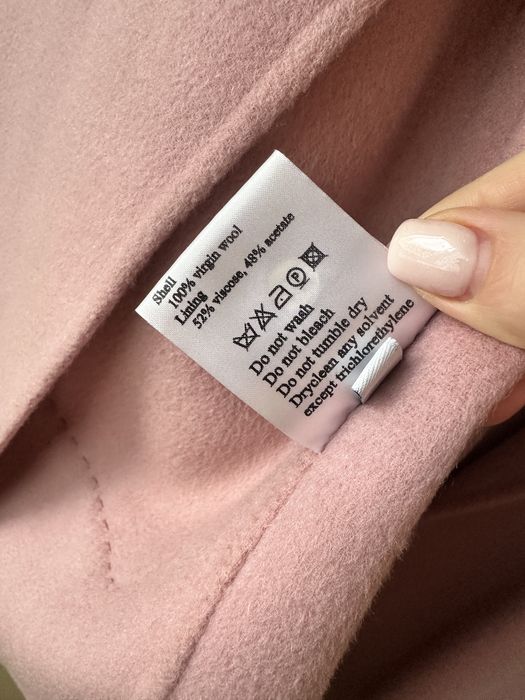 Shell
100% virgin wool
Lining
52% viscose, 48% acetate
P
Do not wash
Do not bleach
Do not tumble dry
Dryclean any solvent
except trichlorethylene